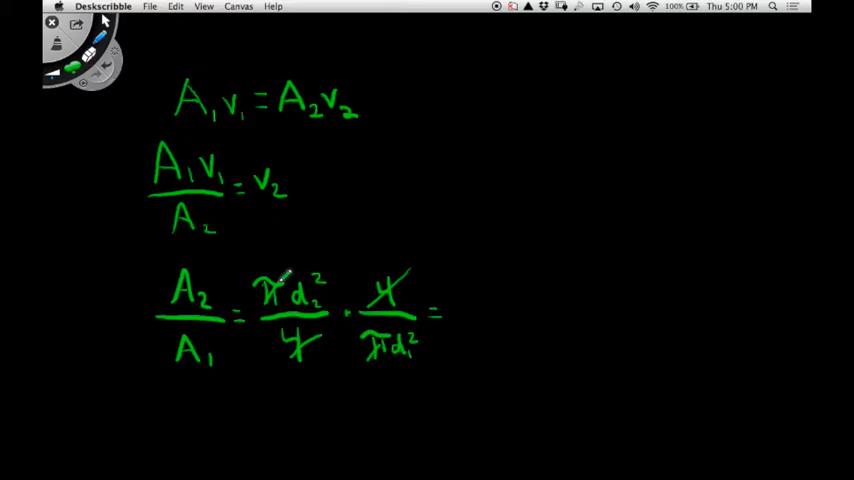 Deskscribble File Edit View Canvas Help 100% Thu 5:00 PM
A₁v₁ = A₂v₂
A₁v₁/A₂ = v₂
A₂/A₁ = πd₂²/4 · 4/πd₁² =